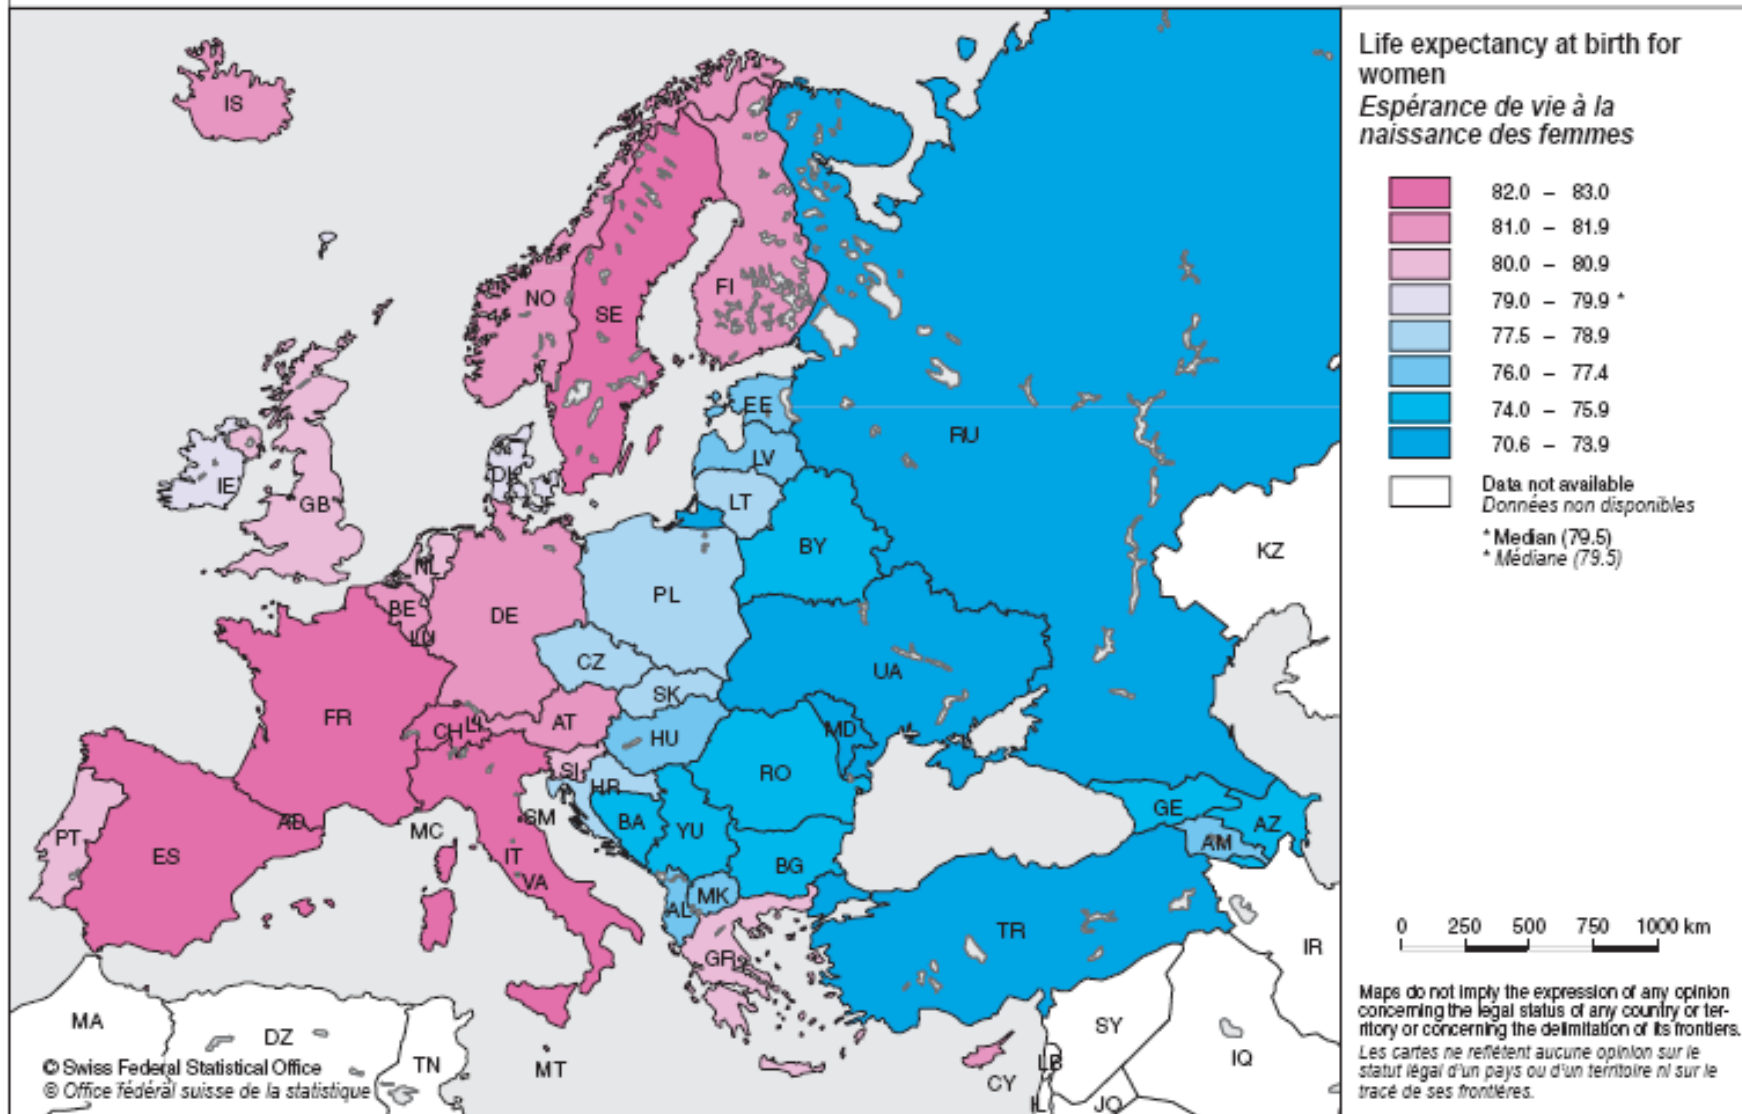 Life expectancy at birth for
women
Espérance de vie à la
naissance des femmes
82.0 – 83.0
81.0 – 81.9
80.0 – 80.9
79.0 – 79.9 *
77.5 – 78.9
76.0 – 77.4
74.0 – 75.9
70.6 – 73.9
Data not available
Données non disponibles
* Median (79.5)
* Médiane (79.5)
IS
NO
SE
FI
EE
LV
LT
RU
IE
GB
DK
NL
BE
DE
PL
BY
KZ
CZ
SK
UA
FR
CH
LI
AT
HU
MD
SI
HR
RO
PT
ES
AD
MC
SM
IT
VA
BA
YU
BG
GE
AZ
AM
AL
MK
GR
TR
IR
MA
DZ
TN
MT
CY
LB
SY
IQ
IL
JO
0 250 500 750 1000 km
Maps do not imply the expression of any opinion
concerning the legal status of any country or ter-
ritory or concerning the delimitation of its frontiers.
Les cartes ne reflètent aucune opinion sur le
statut légal d'un pays ou d'un territoire ni sur le
tracé de ses frontières.
© Swiss Federal Statistical Office
© Office fédéral suisse de la statistique